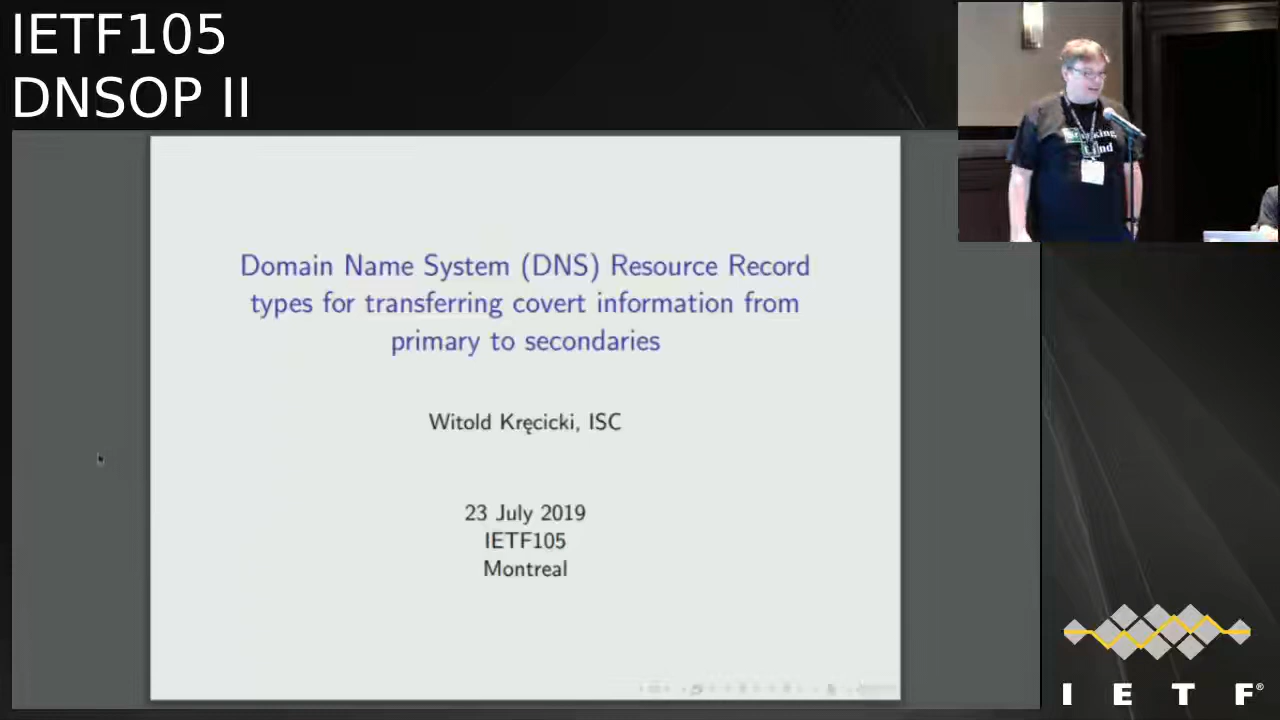 IETF105
DNSOP II
Domain Name System (DNS) Resource Record
types for transferring covert information from
primary to secondaries
Witold Kręcicki, ISC
23 July 2019
IETF105
Montreal
I E T F®